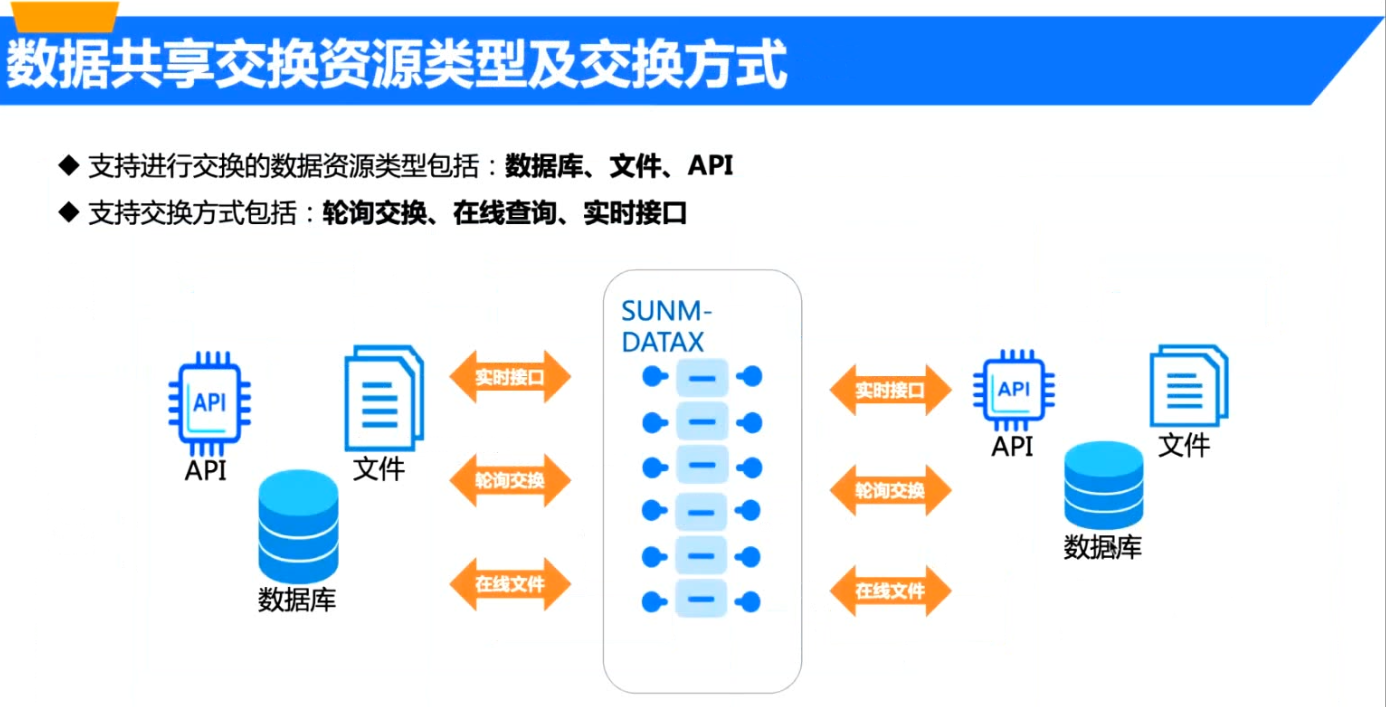 数据共享交换资源类型及交换方式
◆ 支持进行交换的数据资源类型包括：数据库、文件、API
◆ 支持交换方式包括：轮询交换、在线查询、实时接口
SUNM-
DATAX
API
API
文件
数据库
实时接口
轮询交换
在线文件
实时接口
轮询交换
在线文件
API
API
文件
数据库